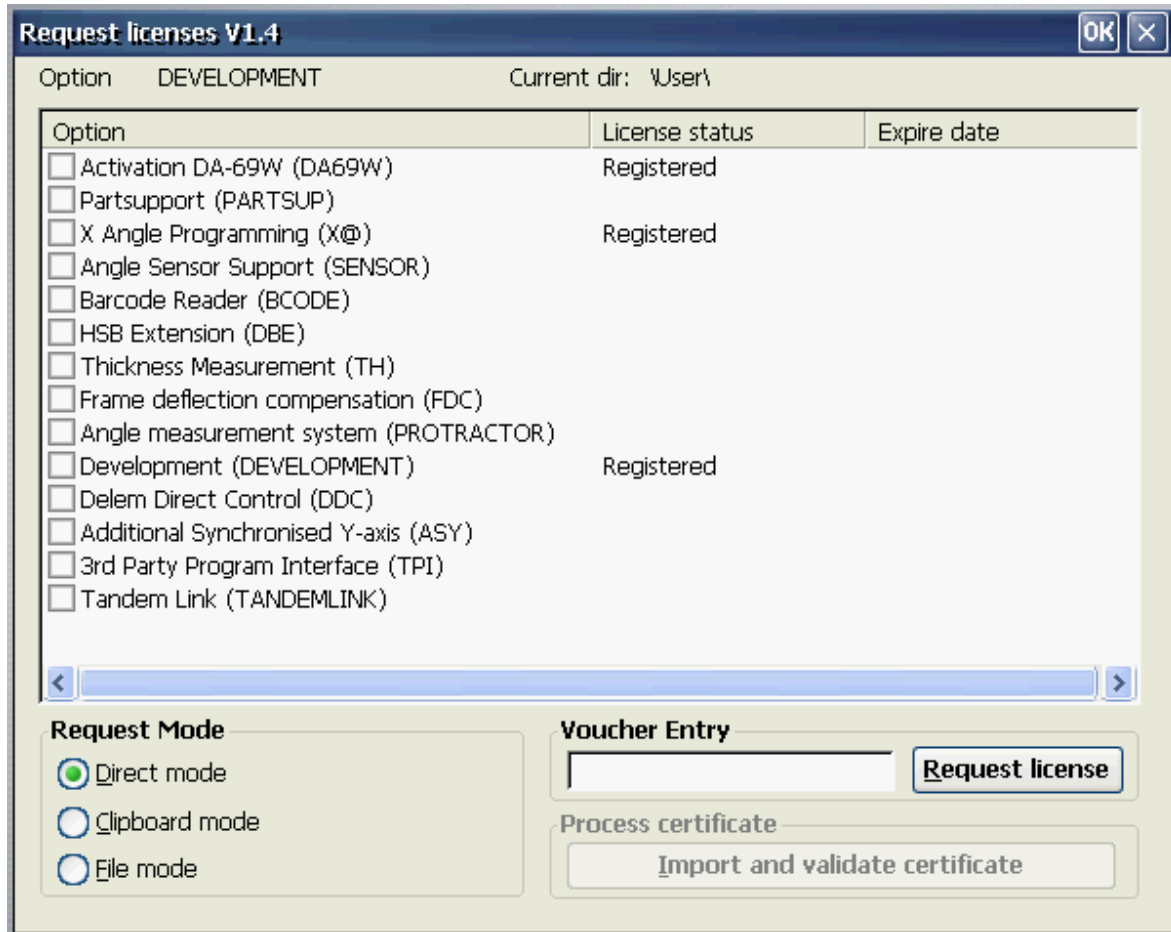 Request licenses V1.4 OK
Option DEVELOPMENT Current dir: \User\
Option License status Expire date
Activation DA-69W (DA69W) Registered
Partsupport (PARTSUP)
X Angle Programming (X@) Registered
Angle Sensor Support (SENSOR)
Barcode Reader (BCODE)
HSB Extension (DBE)
Thickness Measurement (TH)
Frame deflection compensation (FDC)
Angle measurement system (PROTRACTOR)
Development (DEVELOPMENT) Registered
Delem Direct Control (DDC)
Additional Synchronised Y-axis (ASY)
3rd Party Program Interface (TPI)
Tandem Link (TANDEMLINK)
Request Mode
Direct mode
Clipboard mode
File mode
Voucher Entry
Request license
Process certificate
Import and validate certificate